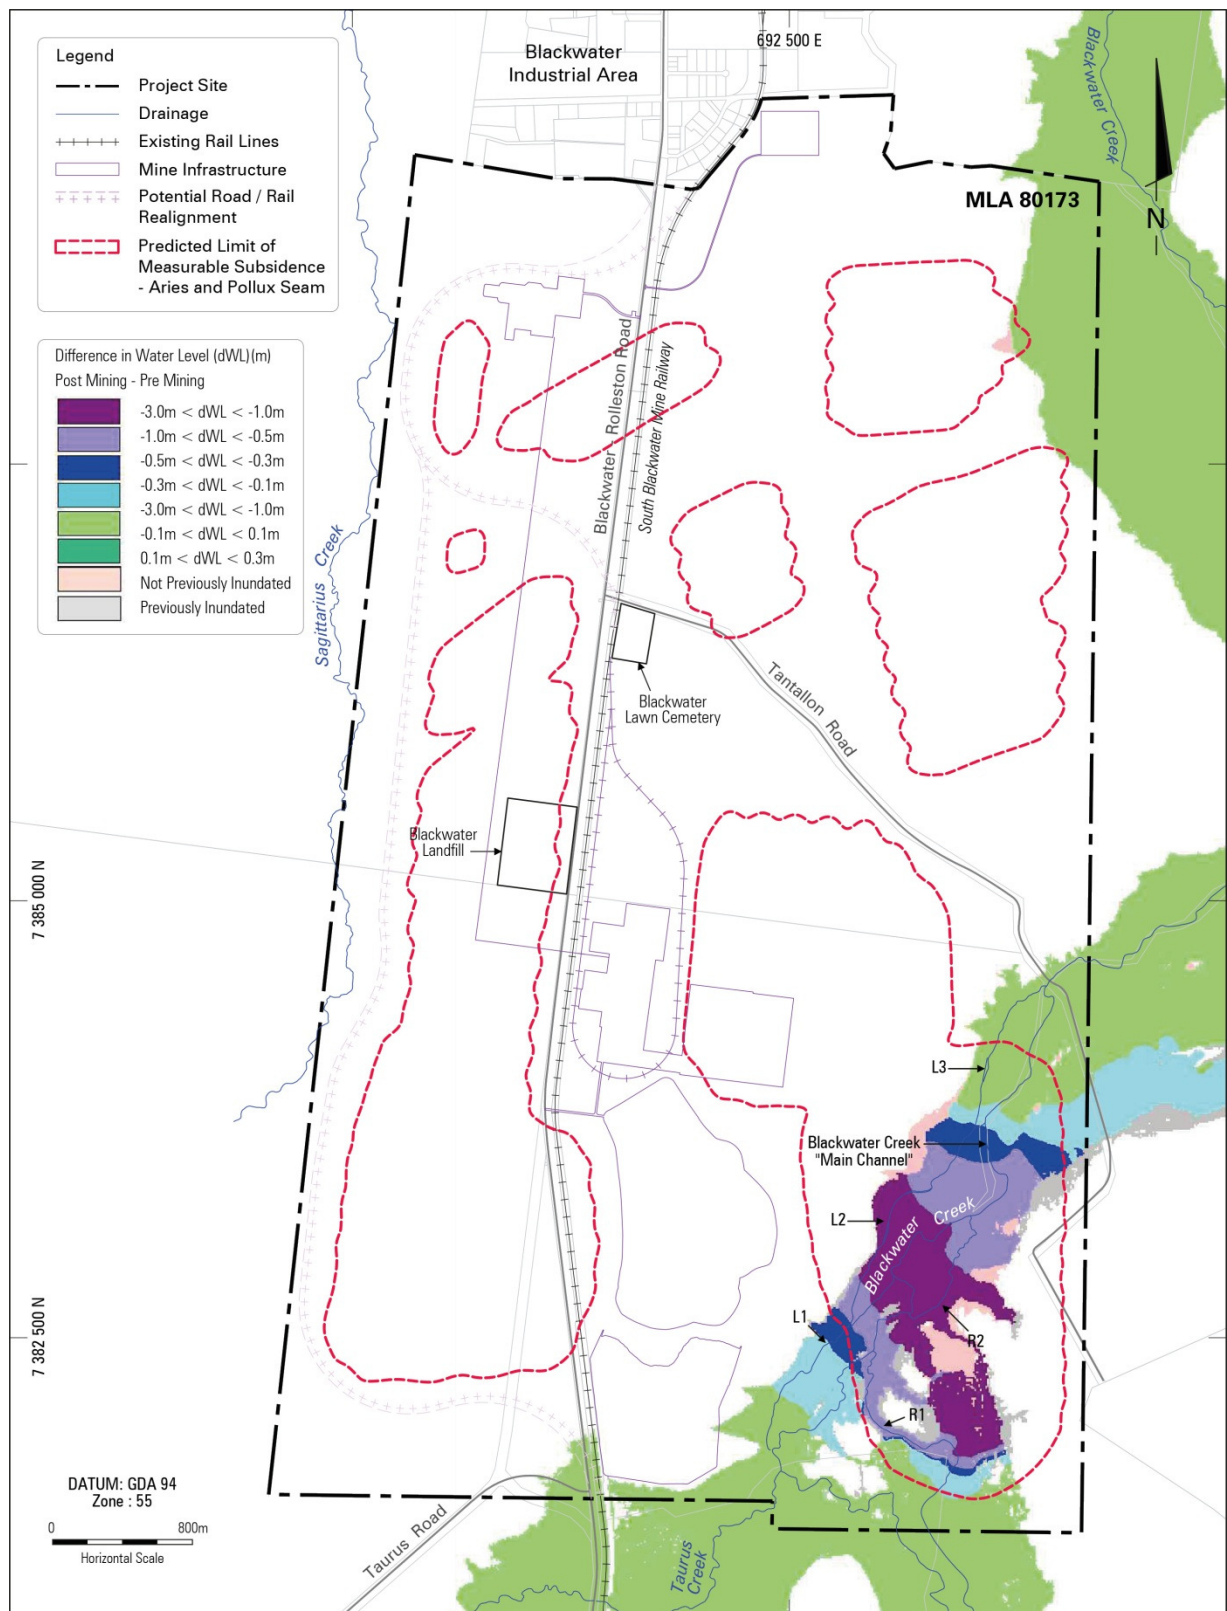 692 500 E
Blackwater
Industrial Area
Blackwater Creek
Legend
Project Site
Drainage
Existing Rail Lines
Mine Infrastructure
Potential Road / Rail
Realignment
Predicted Limit of
Measurable Subsidence
- Aries and Pollux Seam
MLA 80173
N
Difference in Water Level (dWL)(m)
Post Mining - Pre Mining
-3.0m < dWL < -1.0m
-1.0m < dWL < -0.5m
-0.5m < dWL < -0.3m
-0.3m < dWL < -0.1m
-3.0m < dWL < -1.0m
-0.1m < dWL < 0.1m
0.1m < dWL < 0.3m
Not Previously Inundated
Previously Inundated
Blackwater - Rolleston Road
South Blackwater Mine Railway
Sagittarius Creek
Blackwater
Lawn Cemetery
Tantallon Road
Blackwater
Landfill
7 385 000 N
L3
Blackwater Creek
"Main Channel"
L2
Blackwater Creek
L1
R2
7 382 500 N
R1
DATUM: GDA 94
Zone : 55
0 800m
Horizontal Scale
Taurus Road
Taurus
Creek